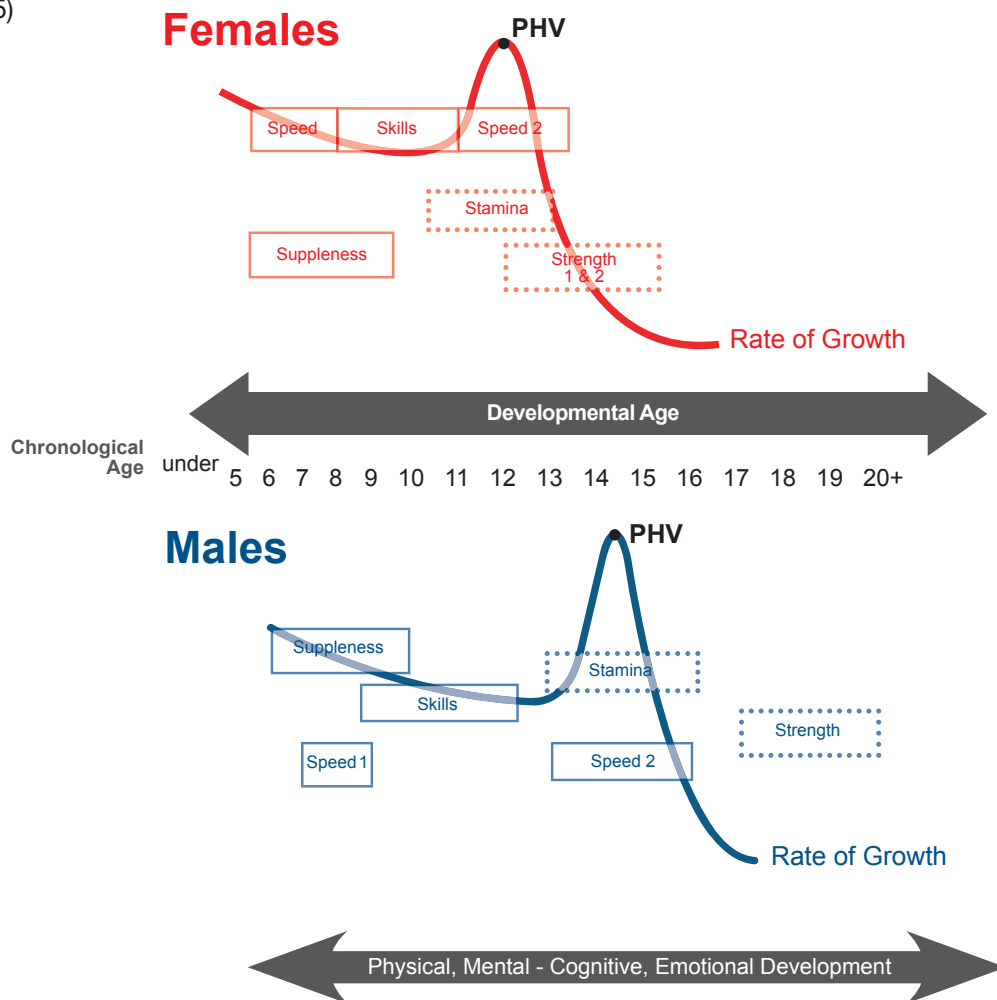 5)
Females
PHV
Speed
Skills
Speed 2
Stamina
Suppleness
Strength
1 & 2
Rate of Growth
Developmental Age
Chronological
Age
under
5 6 7 8 9 10 11 12 13 14 15 16 17 18 19 20+
Males
PHV
Suppleness
Stamina
Skills
Strength
Speed 1
Speed 2
Rate of Growth
Physical, Mental - Cognitive, Emotional Development